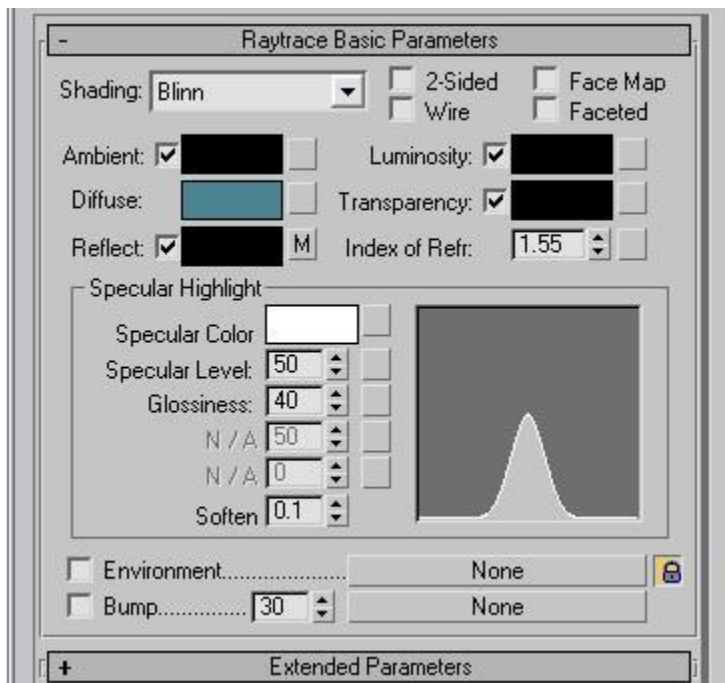 - Raytrace Basic Parameters
Shading: Blinn 2-Sided Face Map
Wire Faceted
Ambient: Luminosity:
Diffuse: Transparency:
Reflect: M Index of Refr: 1.55
Specular Highlight
Specular Color
Specular Level: 50
Glossiness: 40
N / A 50
N / A 0
Soften 0.1
Environment..................... None
Bump.............. 30 None
+ Extended Parameters